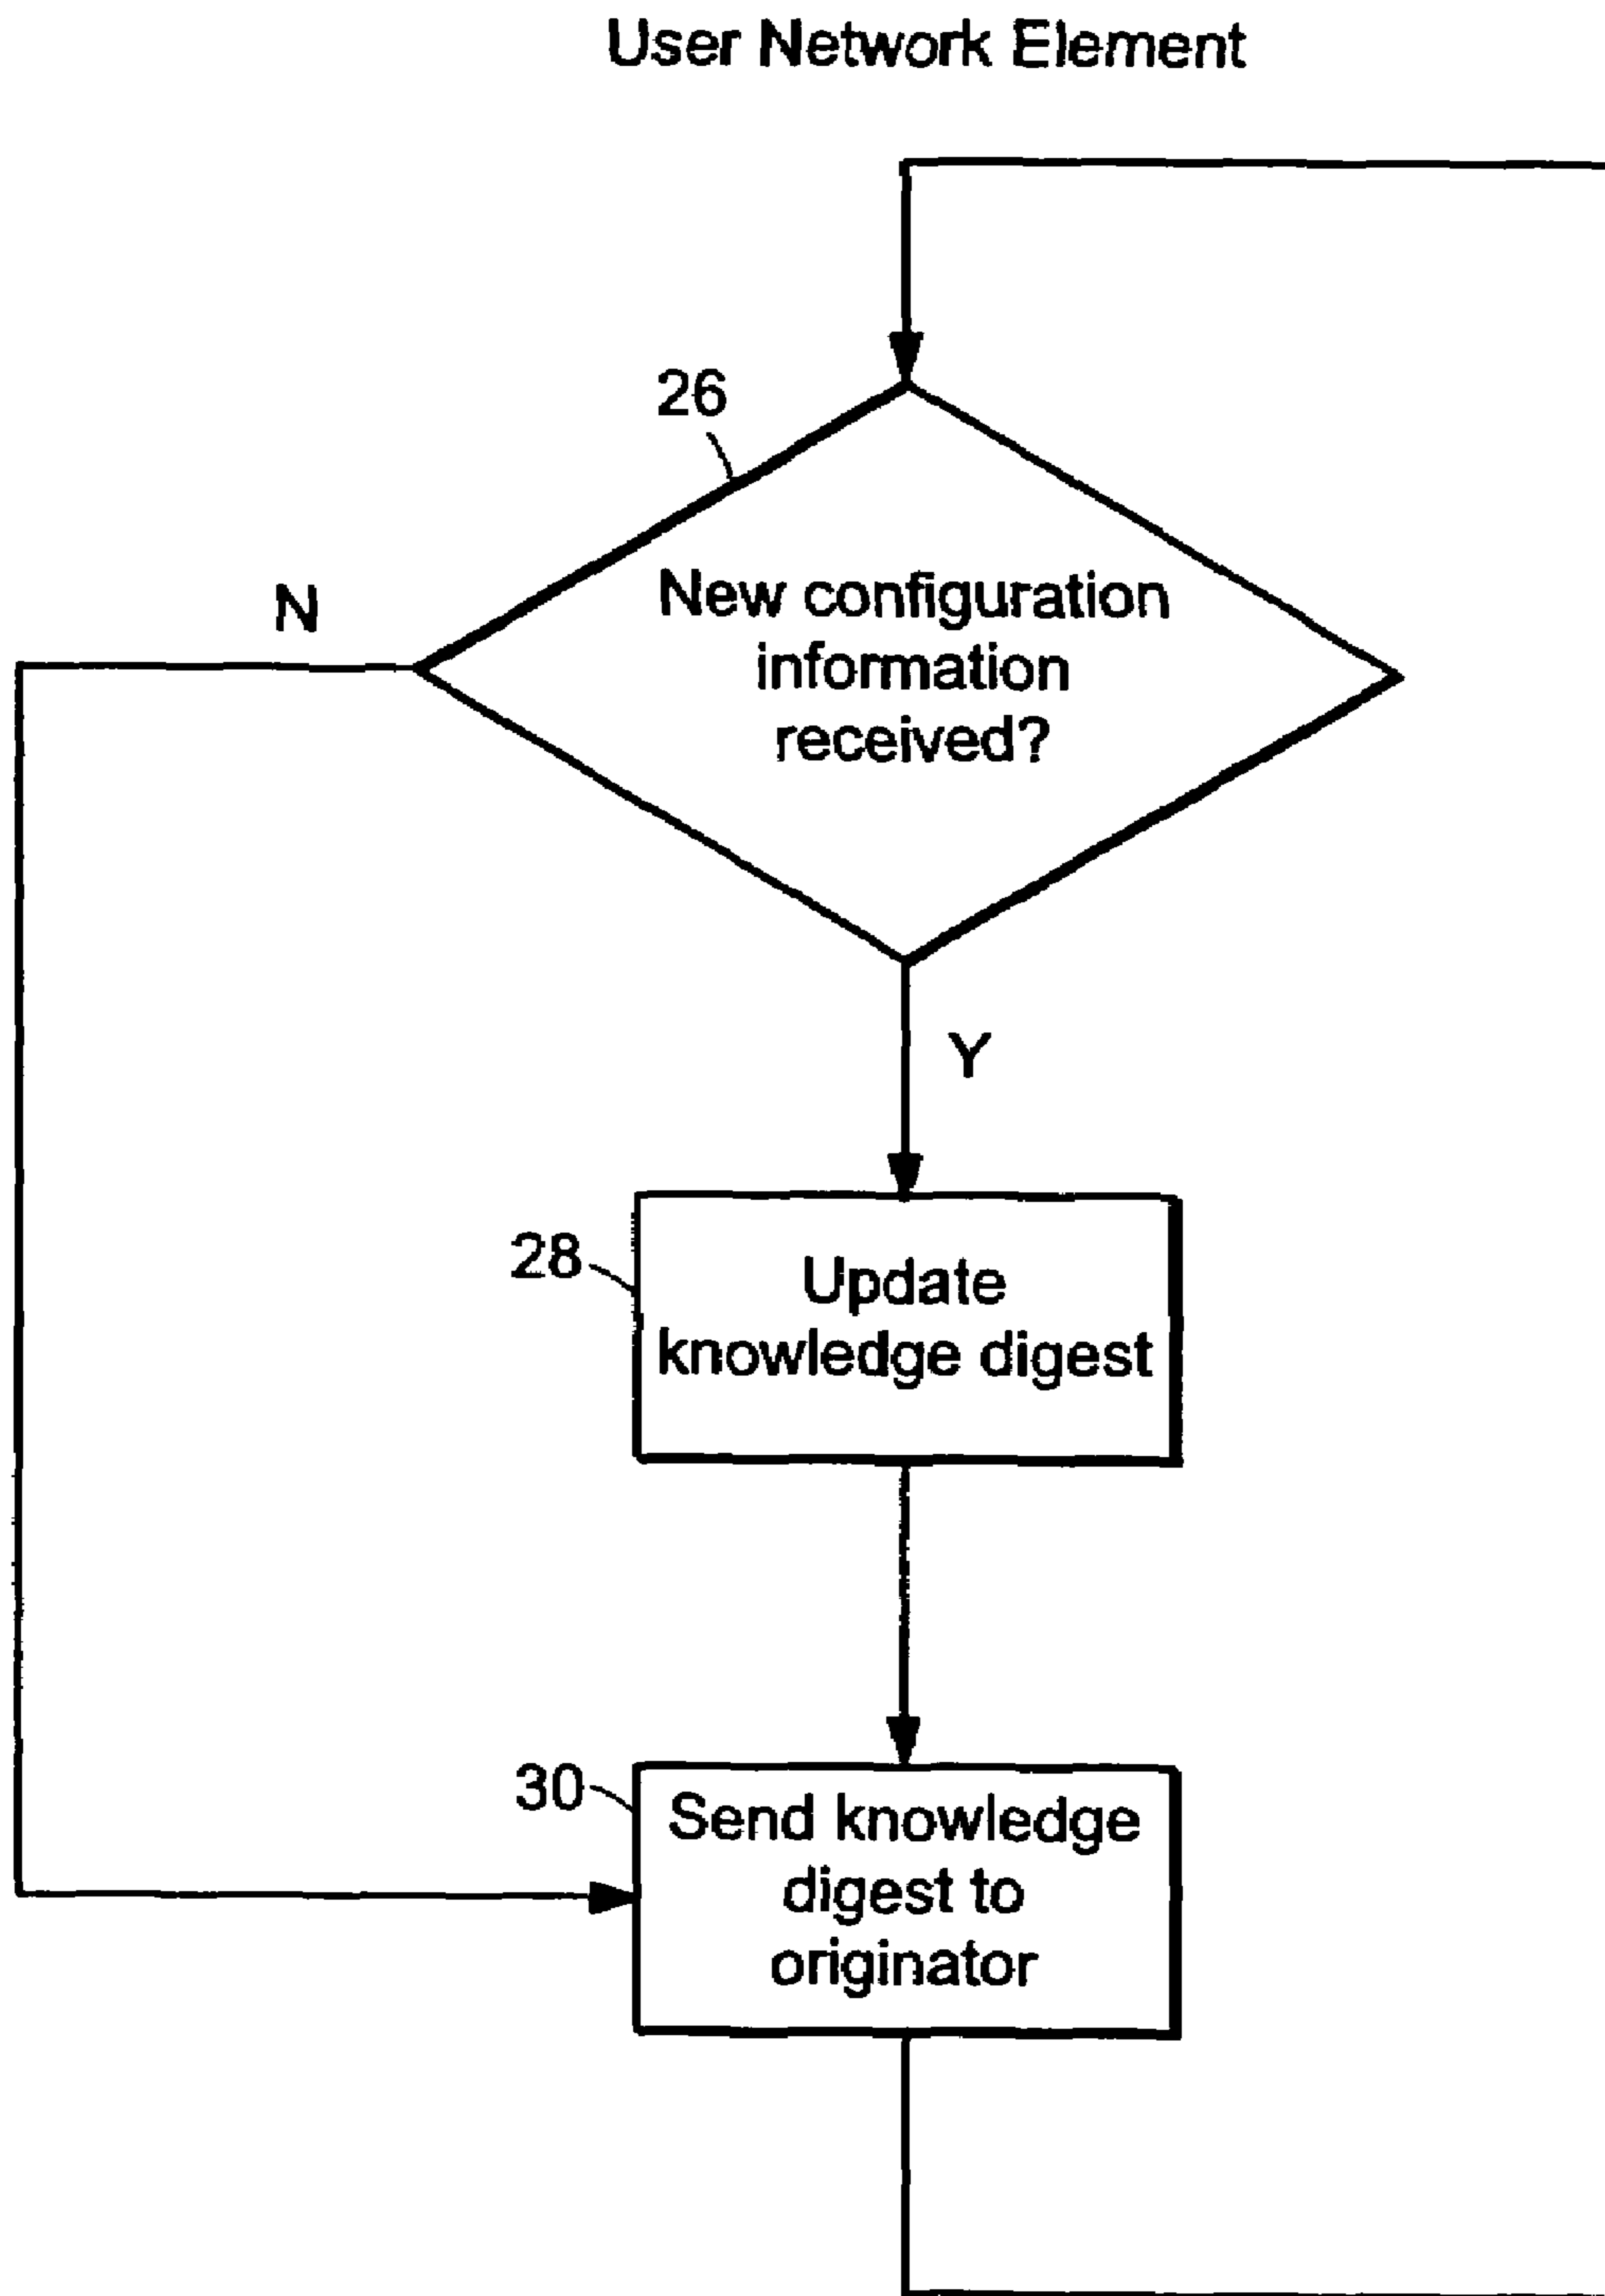 User Network Element
26
N
New configuration
information
received?
Y
28
Update
knowledge digest
30
Send knowledge
digest to
originator